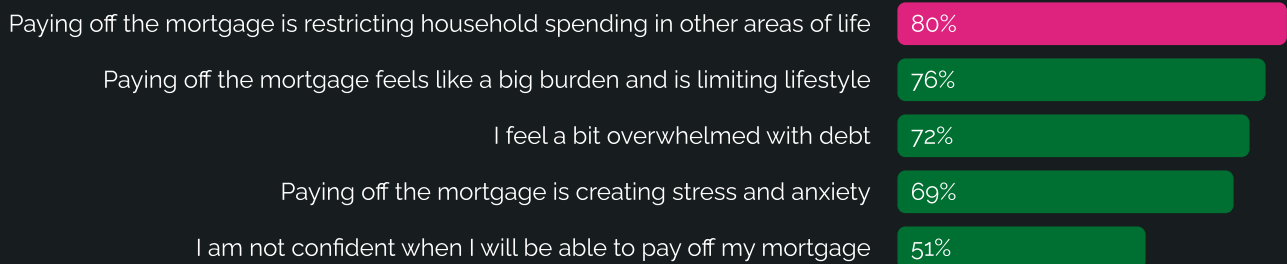 Paying off the mortgage is restricting household spending in other areas of life 80%
Paying off the mortgage feels like a big burden and is limiting lifestyle 76%
I feel a bit overwhelmed with debt 72%
Paying off the mortgage is creating stress and anxiety 69%
I am not confident when I will be able to pay off my mortgage 51%